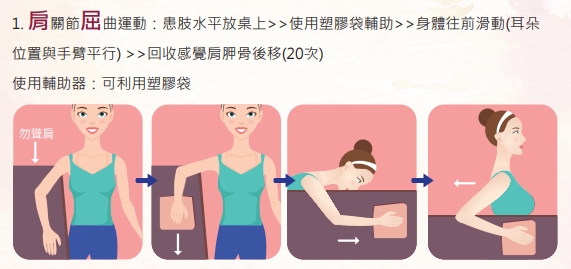 1. 肩關節屈曲運動：患肢水平放桌上>>使用塑膠袋輔助>>身體往前滑動(耳朵
位置與手臂平行) >>回收感覺肩胛骨後移(20次)
使用輔助器：可利用塑膠袋
勿聳肩